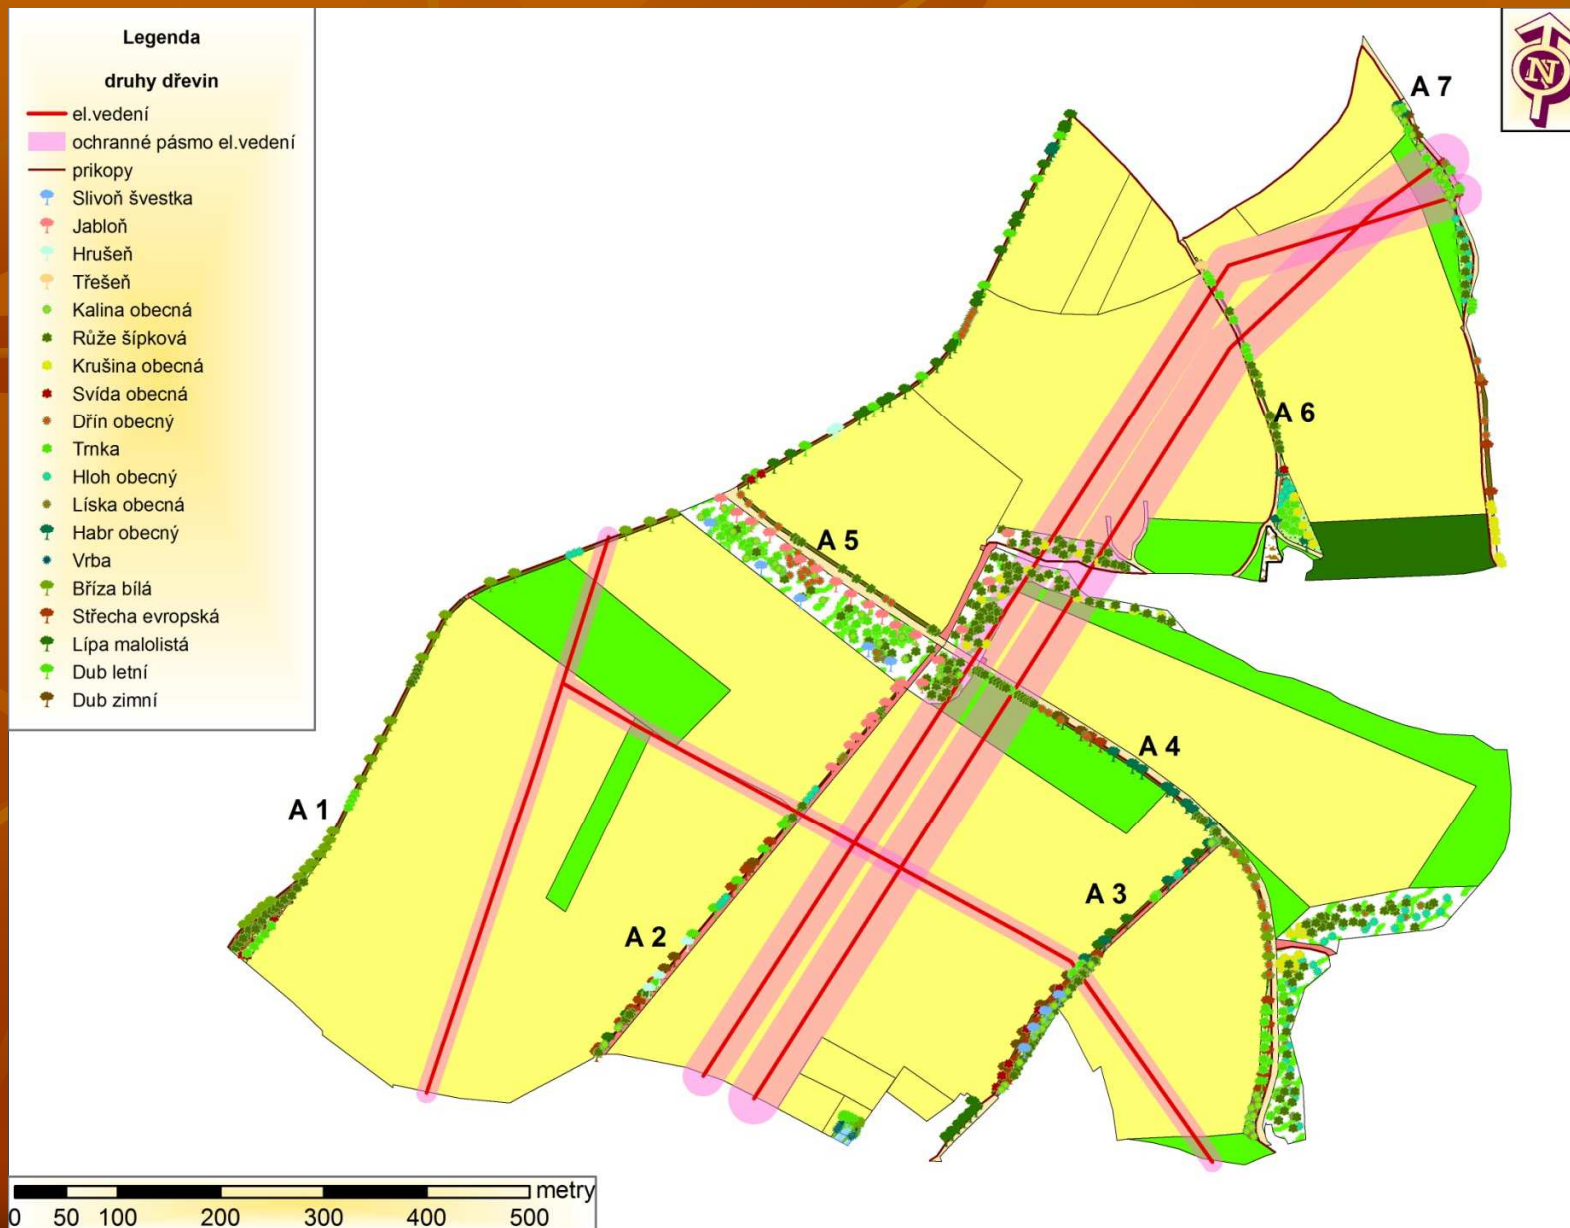 Legenda
druhy dřevin
el.vedení
ochranné pásmo el.vedení
prikopy
Slivoň švestka
Jabloň
Hrušeň
Třešeň
Kalina obecná
Růže šípková
Krušina obecná
Svída obecná
Dřín obecný
Trnka
Hloh obecný
Líska obecná
Habr obecný
Vrba
Bříza bílá
Střecha evropská
Lípa malolistá
Dub letní
Dub zimní
N
A 7
A 6
A 5
A 4
A 1
A 3
A 2
metry
0 50 100 200 300 400 500